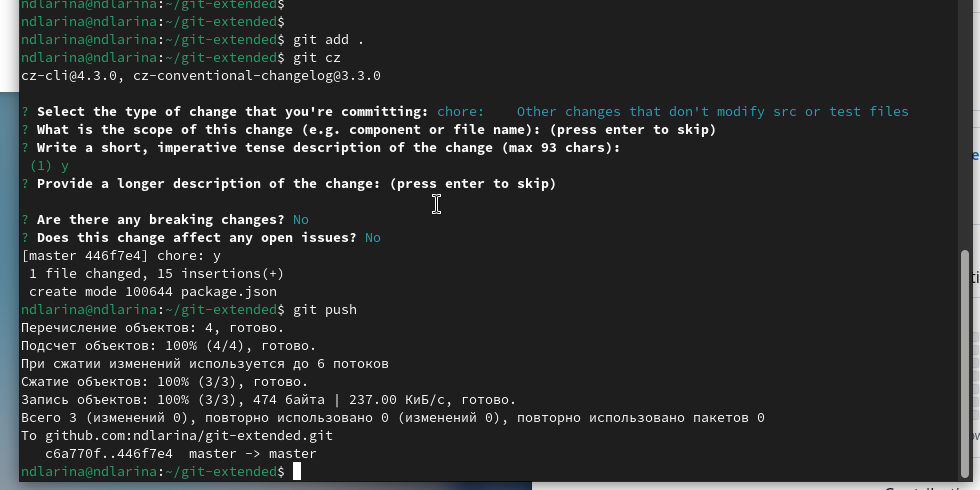 ndlarina@ndlarina:~/git-extended$
ndlarina@ndlarina:~/git-extended$
ndlarina@ndlarina:~/git-extended$ git add .
ndlarina@ndlarina:~/git-extended$ git cz
cz-cli@4.3.0, cz-conventional-changelog@3.3.0
? Select the type of change that you're committing: chore:    Other changes that don't modify src or test files
? What is the scope of this change (e.g. component or file name): (press enter to skip)
? Write a short, imperative tense description of the change (max 93 chars):
(1) y
? Provide a longer description of the change: (press enter to skip)
? Are there any breaking changes? No
? Does this change affect any open issues? No
[master 446f7e4] chore: y
1 file changed, 15 insertions(+)
create mode 100644 package.json
ndlarina@ndlarina:~/git-extended$ git push
Перечисление объектов: 4, готово.
Подсчет объектов: 100% (4/4), готово.
При сжатии изменений используется до 6 потоков
Сжатие объектов: 100% (3/3), готово.
Запись объектов: 100% (3/3), 474 байта | 237.00 КиБ/с, готово.
Всего 3 (изменений 0), повторно использовано 0 (изменений 0), повторно использовано пакетов 0
To github.com:ndlarina/git-extended.git
c6a770f..446f7e4  master -> master
ndlarina@ndlarina:~/git-extended$